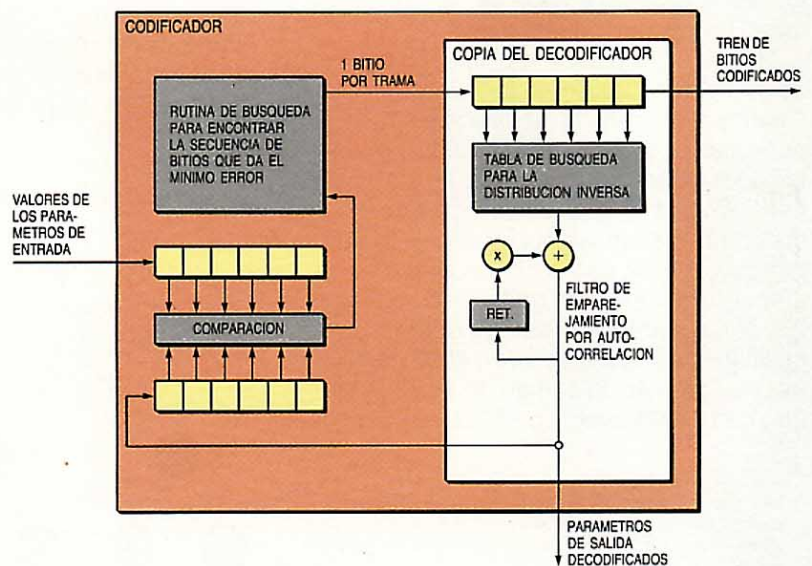 CODIFICADOR
COPIA DEL DECODIFICADOR
TREN DE
BITIOS
CODIFICADOS
1 BITIO
POR TRAMA
RUTINA DE BUSQUEDA
PARA ENCONTRAR
LA SECUENCIA DE
BITIOS QUE DA EL
MINIMO ERROR
TABLA DE BUSQUEDA
PARA LA
DISTRIBUCION INVERSA
VALORES DE
LOS PARA-
METROS DE
ENTRADA
x
+
FILTRO DE
EMPARE-
JAMIENTO
POR AUTO-
CORRELACION
RET.
COMPARACION
PARAMETROS
DE SALIDA
DECODIFICADOS